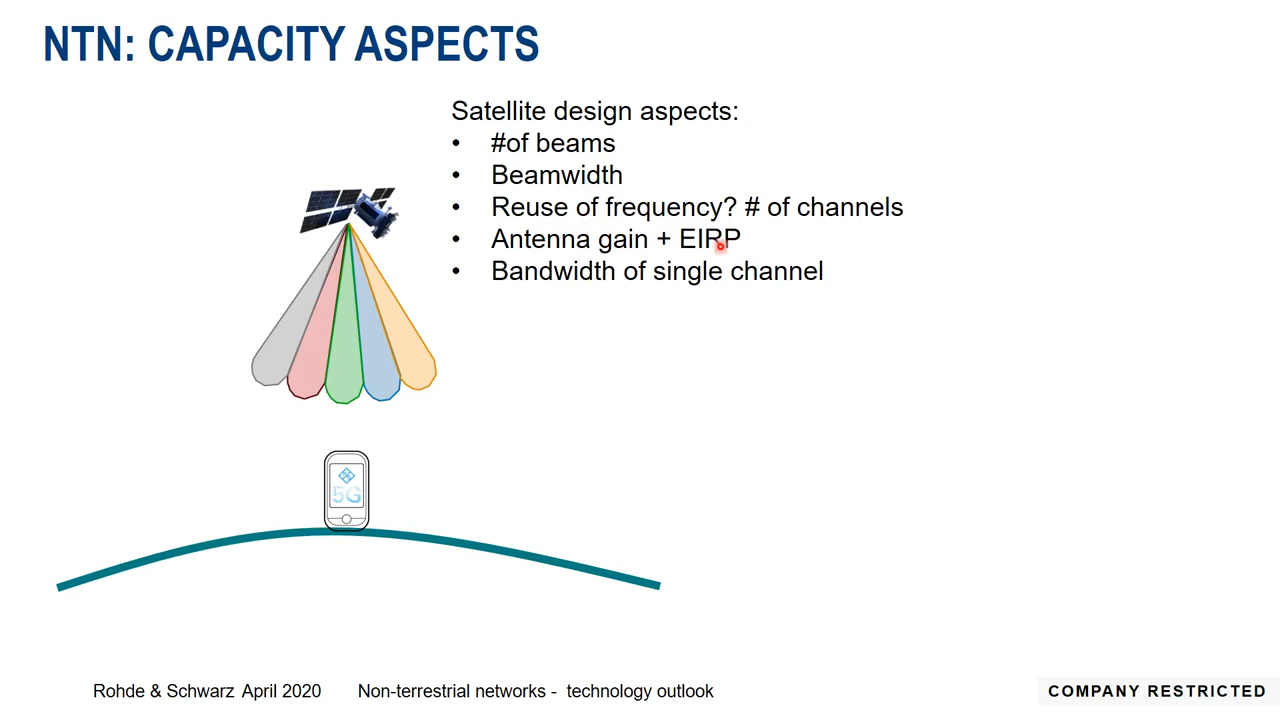 NTN: CAPACITY ASPECTS
Satellite design aspects:
• #of beams
• Beamwidth
• Reuse of frequency? # of channels
• Antenna gain + EIRP
• Bandwidth of single channel
5G
Rohde & Schwarz April 2020 Non-terrestrial networks - technology outlook
COMPANY RESTRICTED